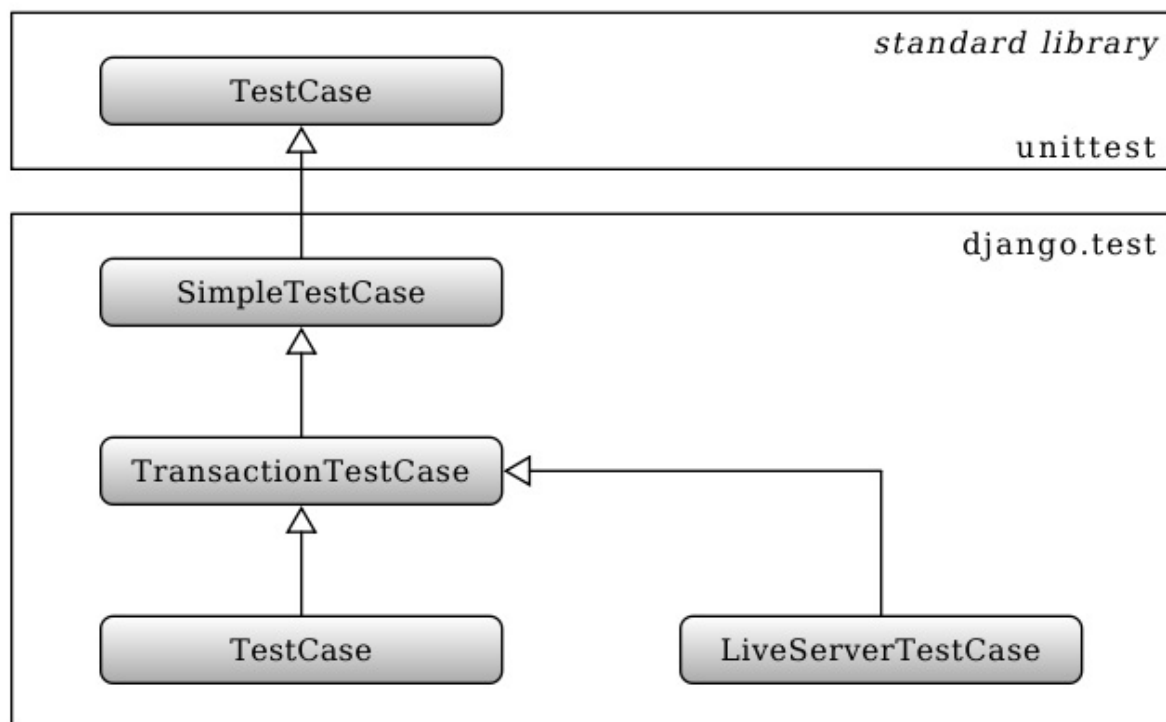 standard library
TestCase
unittest
django.test
SimpleTestCase
TransactionTestCase
TestCase
LiveServerTestCase